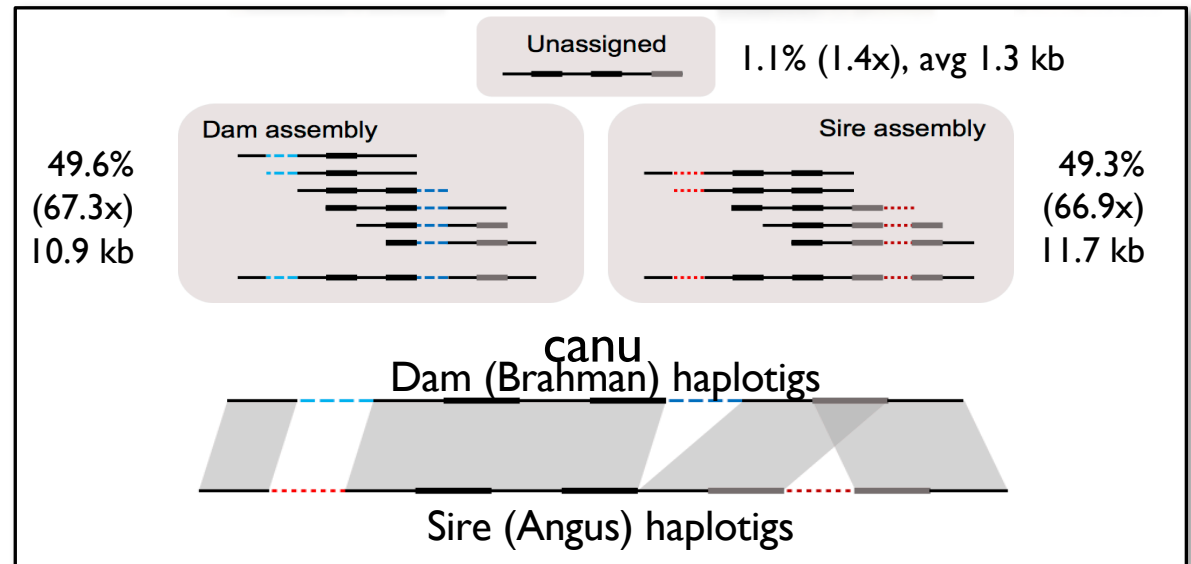 Unassigned
1.1% (1.4x), avg 1.3 kb
Dam assembly
49.6%
(67.3x)
10.9 kb
Sire assembly
49.3%
(66.9x)
11.7 kb
canu
Dam (Brahman) haplotigs
Sire (Angus) haplotigs